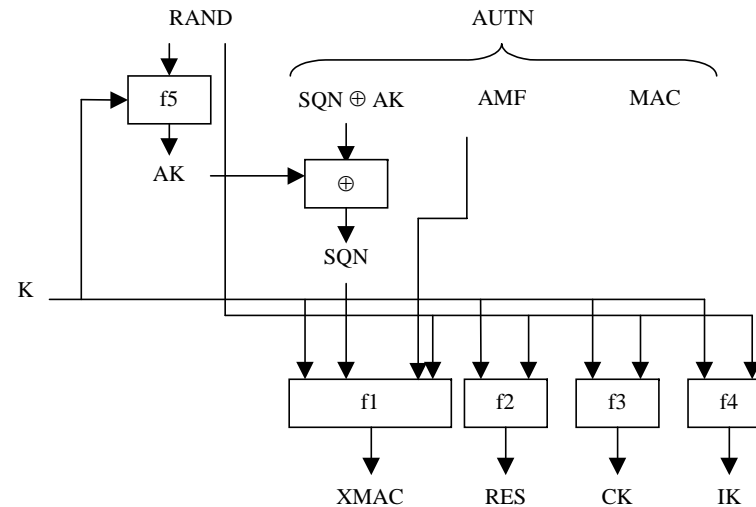 RAND
AUTN
f5
SQN ⊕ AK
AMF
MAC
AK
⊕
SQN
K
f1
f2
f3
f4
XMAC
RES
CK
IK